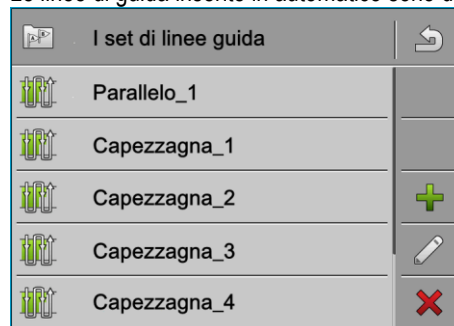 I set di linee guida
Parallelo_1
Capezzagna_1
Capezzagna_2
Capezzagna_3
Capezzagna_4